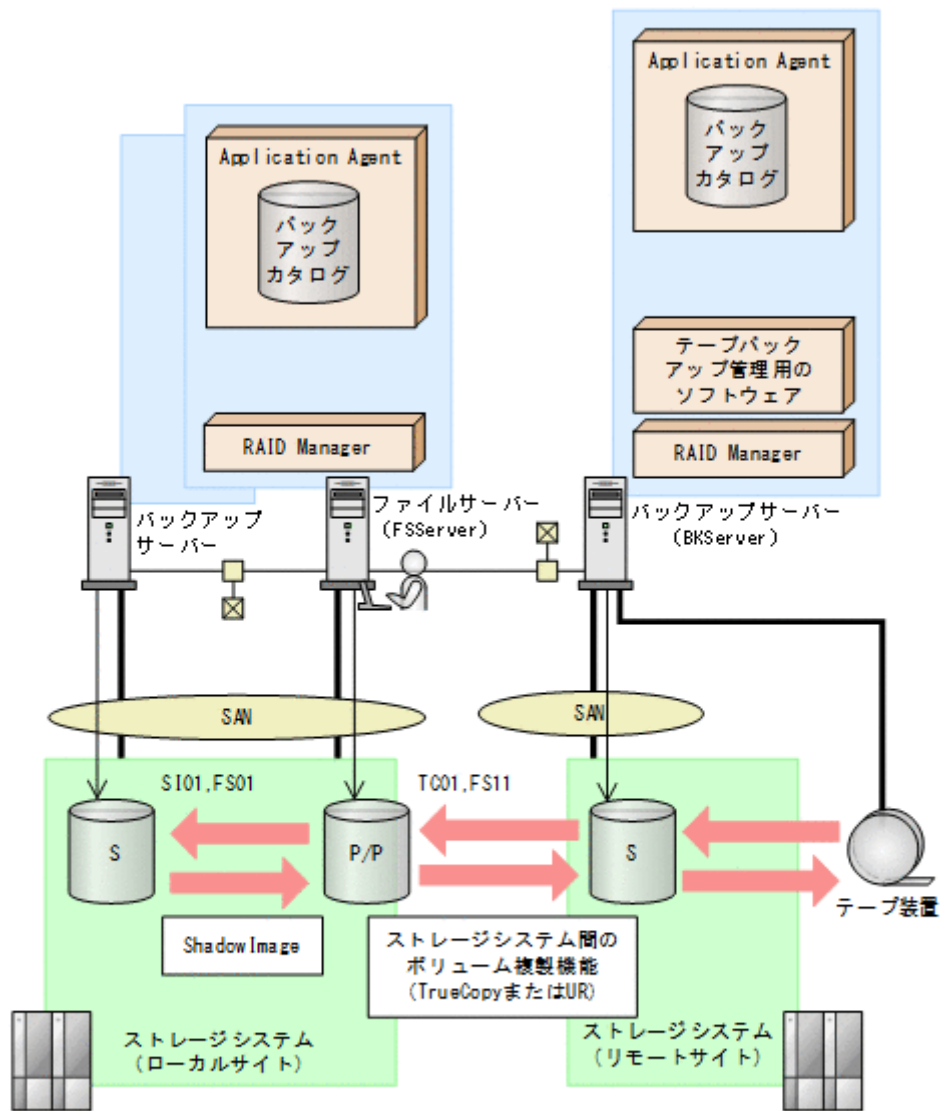 Application Agent
バック
アップ
カタログ
Application Agent
バック
アップ
カタログ
テープバック
アップ管理用の
ソフトウェア
RAID Manager
RAID Manager
バックアップ
サーバー
ファイルサーバー
(FSServer)
バックアップサーバー
(BKServer)
SAN
SAN
SI01,FS01
TC01,FS11
S
P/P
S
テープ装置
ShadowImage
ストレージシステム間の
ボリューム複製機能
(TrueCopyまたはUR)
ストレージシステム
(ローカルサイト)
ストレージシステム
(リモートサイト)